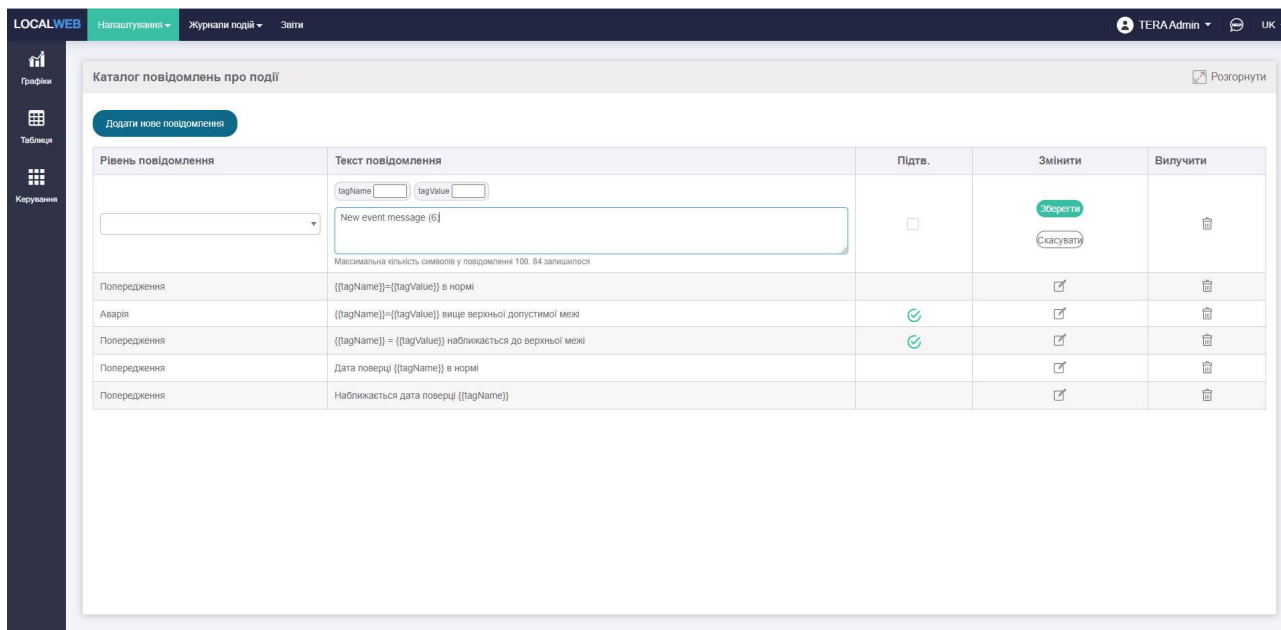 LOCALWEB Налаштування Журнали подій Звіти TERA Admin UK
Графіки
Таблиця
Керування
Каталог повідомлень про події Розгорнути
Додати нове повідомлення
Рівень повідомлення Текст повідомлення Підтв. Змінити Вилучити
tagName tagValue
New event message (6)
Зберегти
Скасувати
Максимальна кількість символів у повідомленні 100. 84 залишилося
Попередження {{tagName}}={{tagValue}} в нормі
Аварія {{tagName}}={{tagValue}} вище верхньої допустимої межі
Попередження {{tagName}} = {{tagValue}} наближається до верхньої межі
Попередження Дата поверці {{tagName}} в нормі
Попередження Наближається дата поверці {{tagName}}